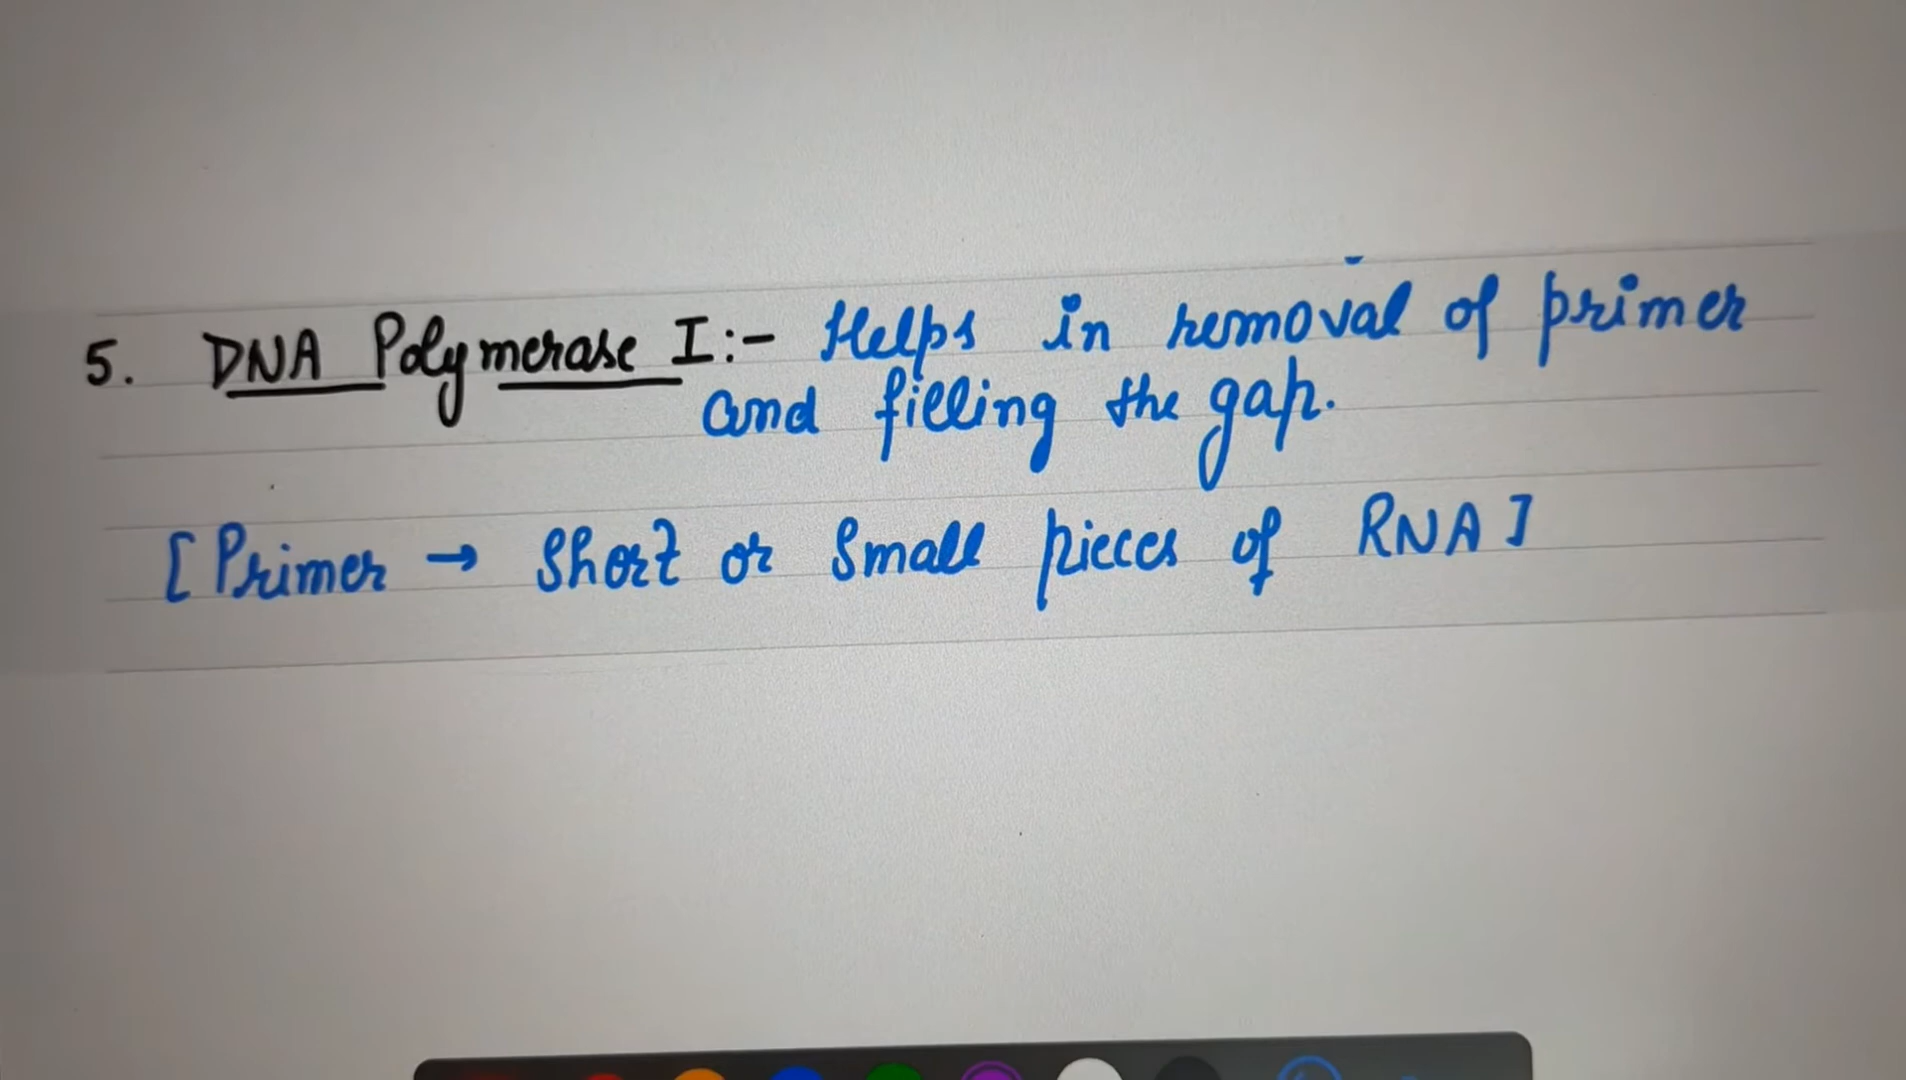 5. DNA Polymerase I:- Helps in removal of primer
and filling the gap.
[Primer → Short or Small pieces of RNA]